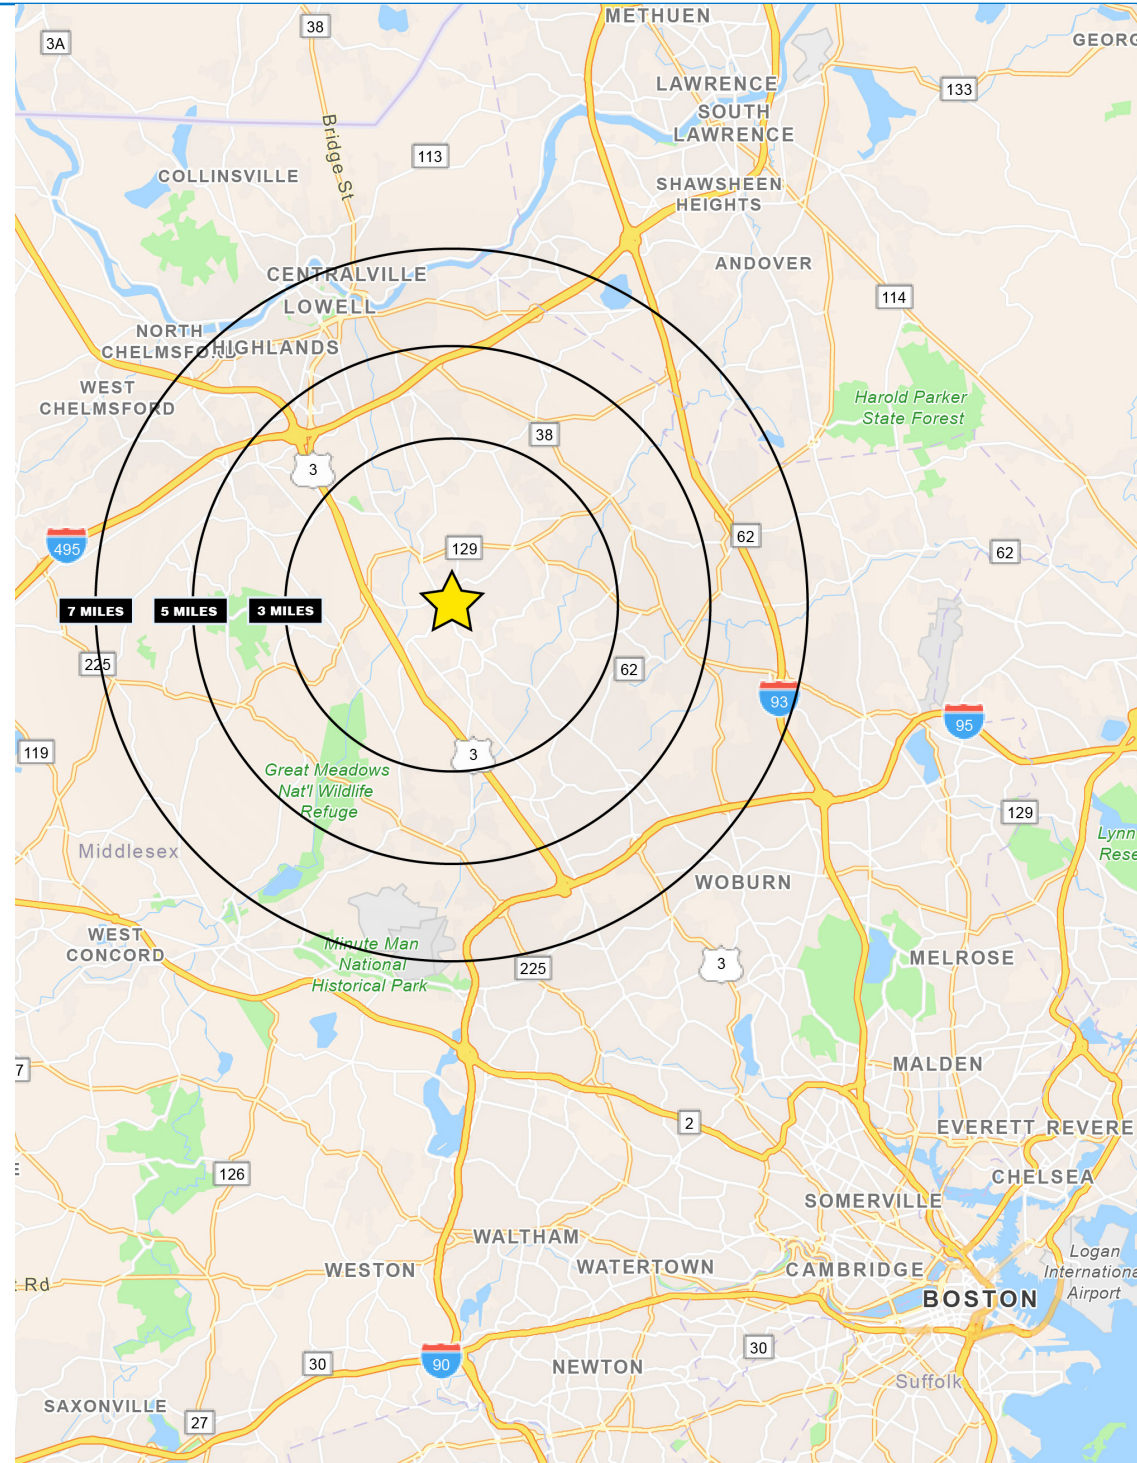 METHUEN
38
3A
GEORG
LAWRENCE
133
SOUTH
LAWRENCE
Bridge St
113
COLLINSVILLE
SHAWSHEEN
HEIGHTS
ANDOVER
CENTRALVILLE
114
LOWELL
NORTH
CHELMSFORD
HIGHLANDS
WEST
CHELMSFORD
Harold Parker
State Forest
38
3
62
495
129
62
7 MILES
5 MILES
3 MILES
225
62
93
95
119
3
Great Meadows
Nat'l Wildlife
Refuge
129
Lynn
Rese
Middlesex
WOBURN
WEST
CONCORD
Minute Man
National
Historical Park
225
3
MELROSE
7
MALDEN
2
EVERETT
REVERE
E
126
CHELSEA
SOMERVILLE
WALTHAM
WESTON
WATERTOWN
CAMBRIDGE
Logan
Internationa
Airport
: Rd
BOSTON
30
90
NEWTON
30
Suffolk
SAXONVILLE
27